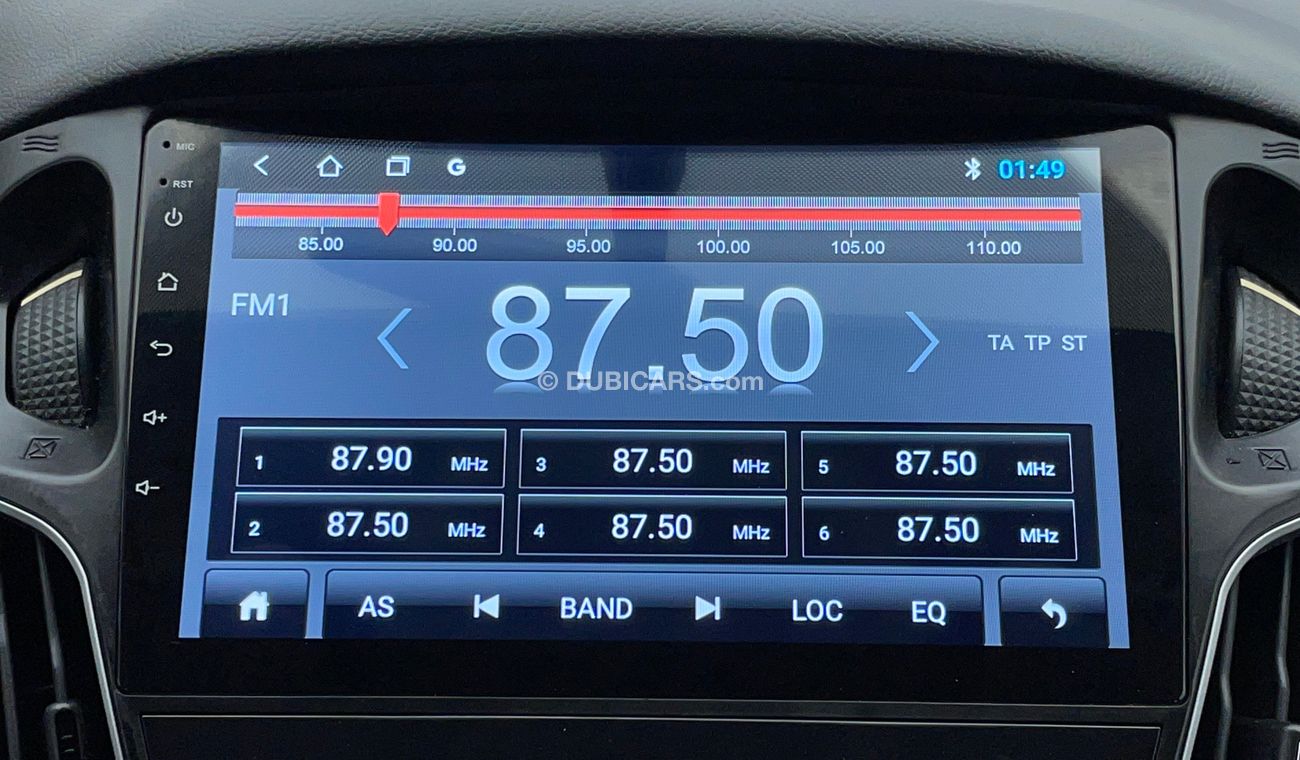 MIC
RST
G
01:49
85.00 90.00 95.00 100.00 105.00 110.00
FM1
87.50
TA TP ST
© DUBICARS.com
1 87.90 MHz
3 87.50 MHz
5 87.50 MHz
2 87.50 MHz
4 87.50 MHz
6 87.50 MHz
AS BAND LOC EQ